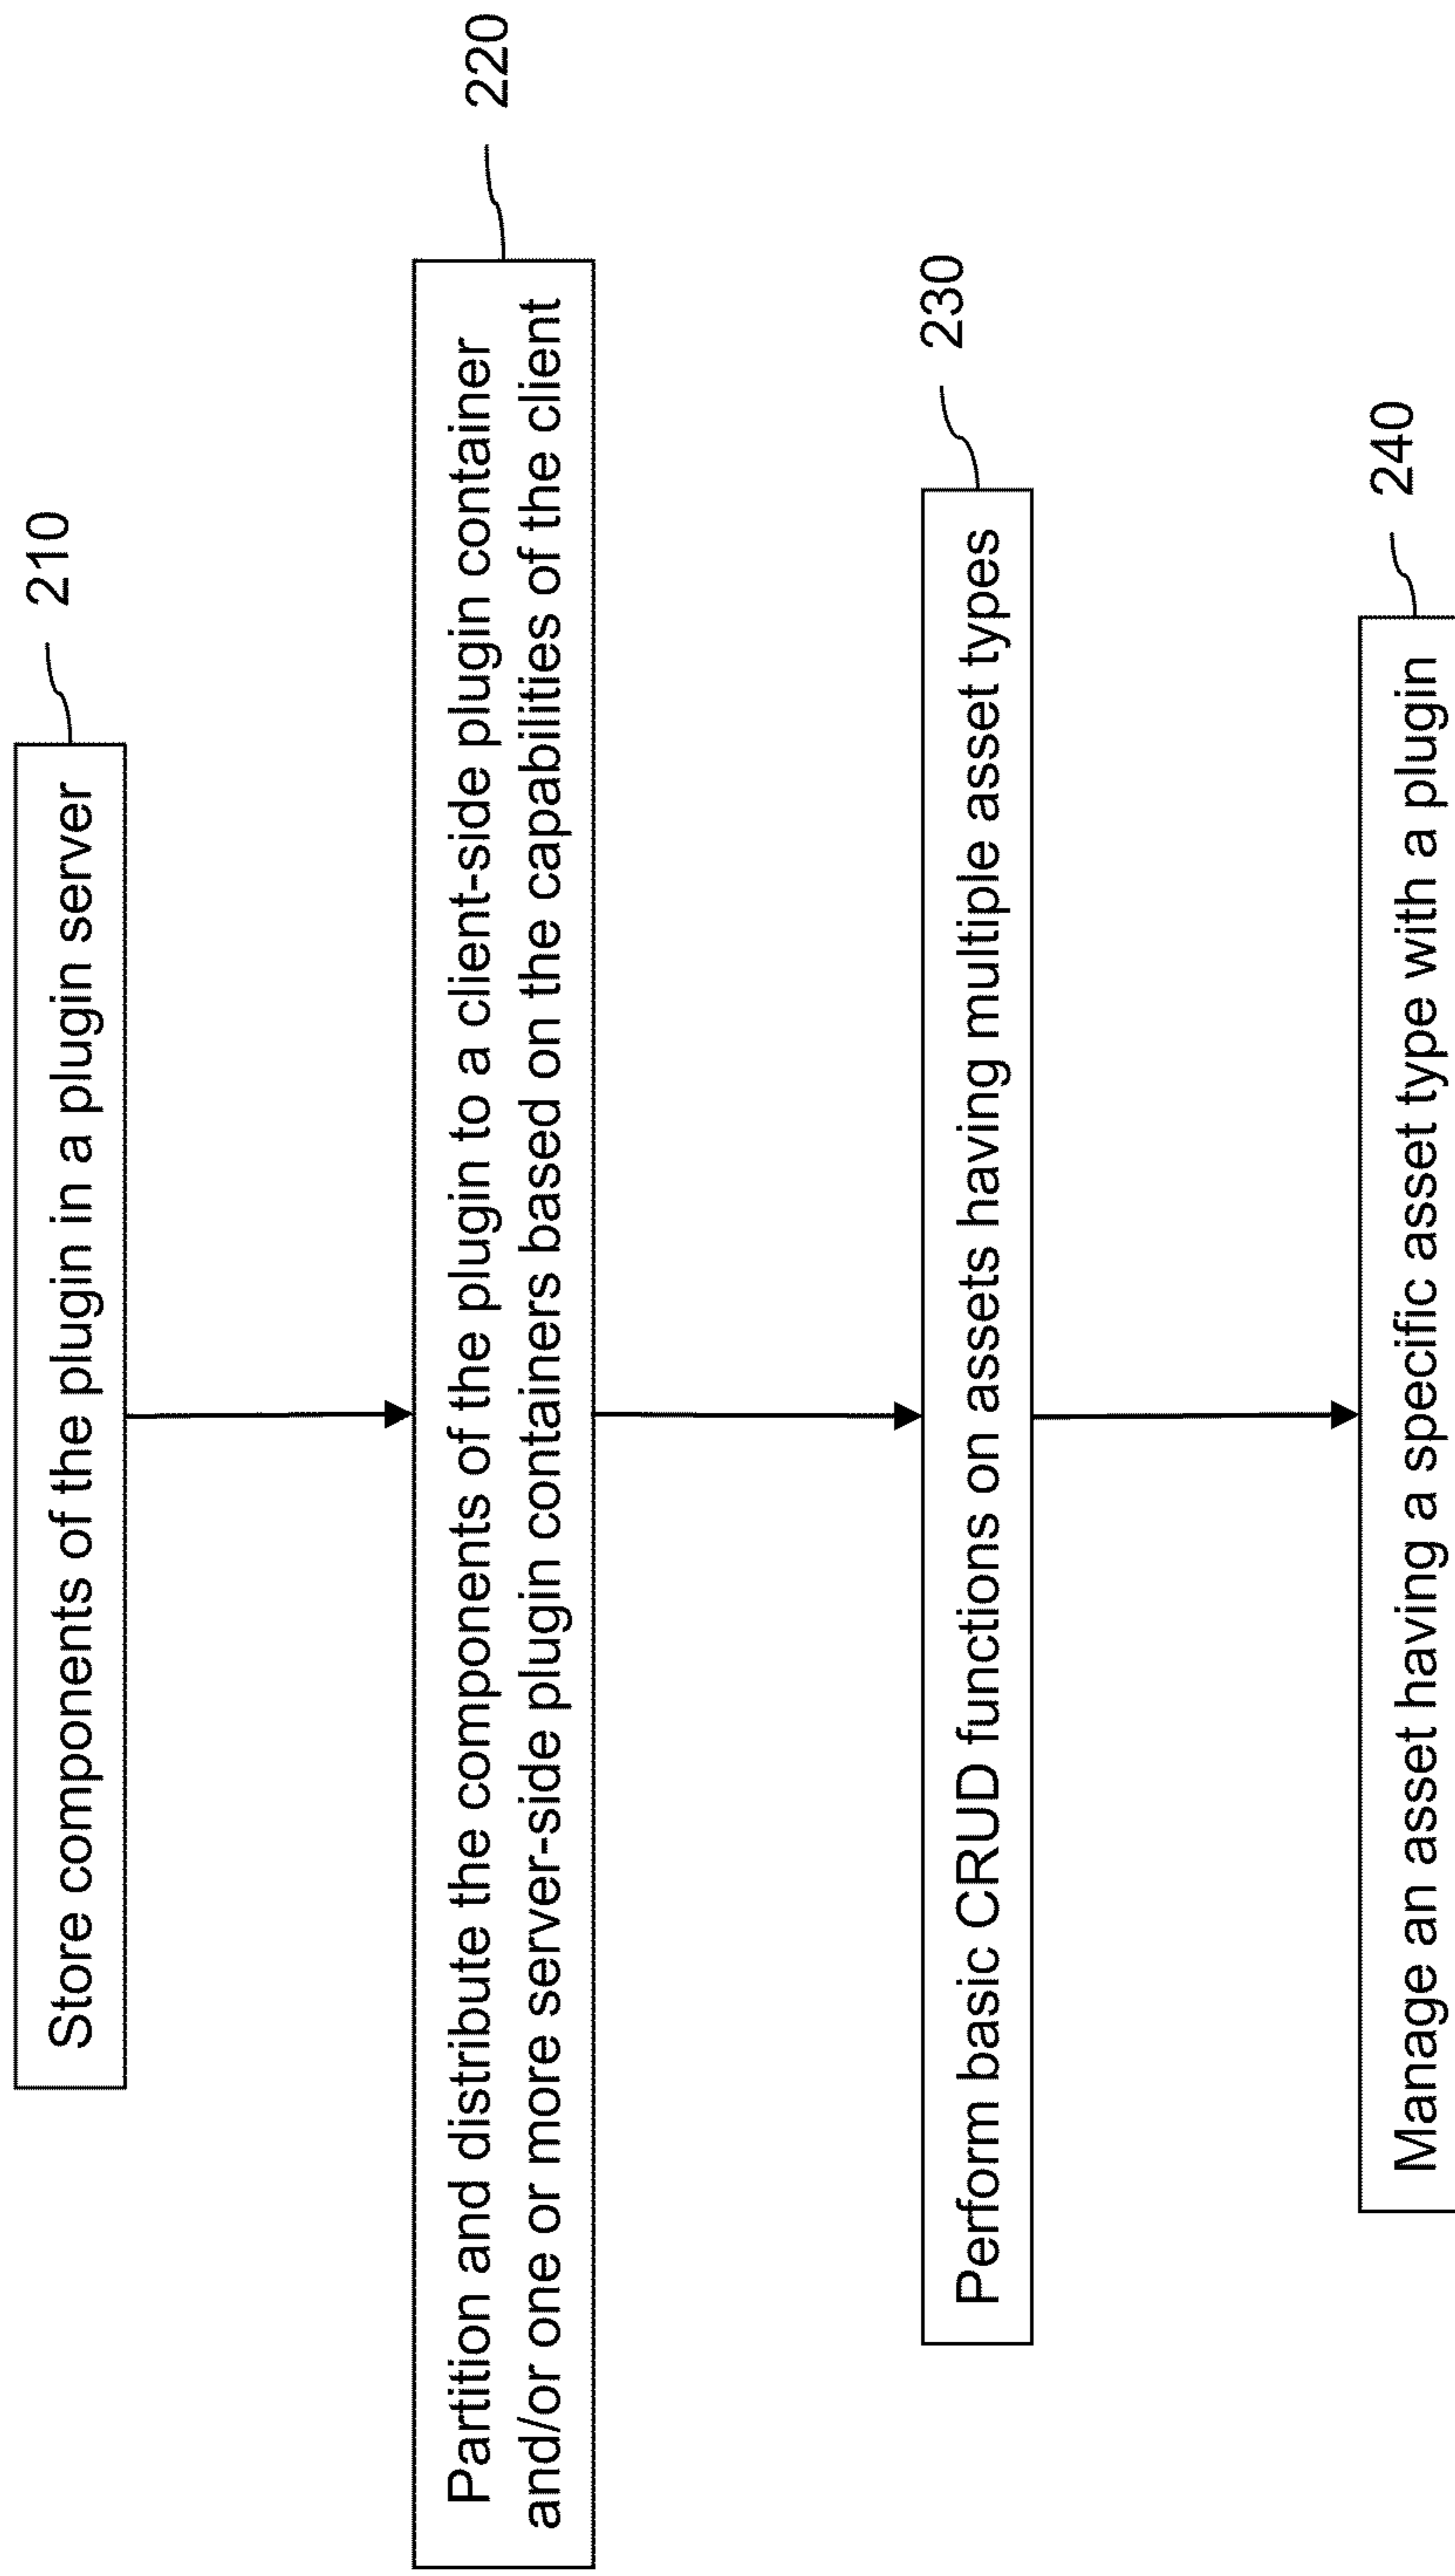 Store components of the plugin in a plugin server
210
Partition and distribute the components of the plugin to a client-side plugin container
and/or one or more server-side plugin containers based on the capabilities of the client
220
Perform basic CRUD functions on assets having multiple asset types
230
Manage an asset having a specific asset type with a plugin
240